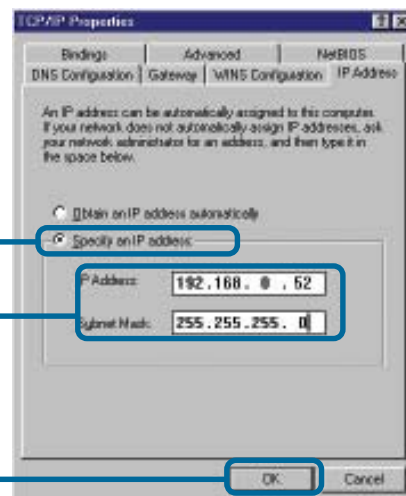 TCP/IP Properties
Bindings Advanced NetBIOS
DNS Configuration Gateway WINS Configuration IP Address
An IP address can be automatically assigned to this computer.
If your network does not automatically assign IP addresses, ask
your network administrator for an address, and then type it in
the space below.
Obtain an IP address automatically
Specify an IP address:
IP Address: 192.168. 0 .52
Subnet Mask: 255.255.255. 0
OK Cancel